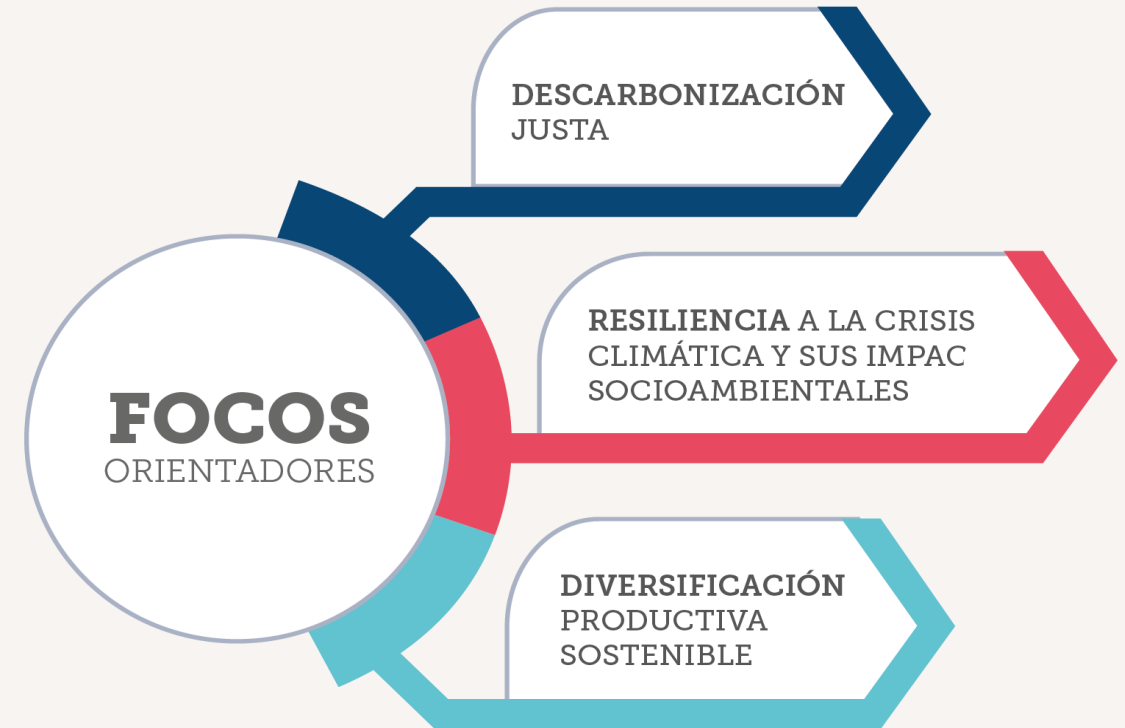 FOCOS
ORIENTADORES
DESCARBONIZACIÓN
JUSTA
RESILIENCIA A LA CRISIS
CLIMÁTICA Y SUS IMPAC
SOCIOAMBIENTALES
DIVERSIFICACIÓN
PRODUCTIVA
SOSTENIBLE